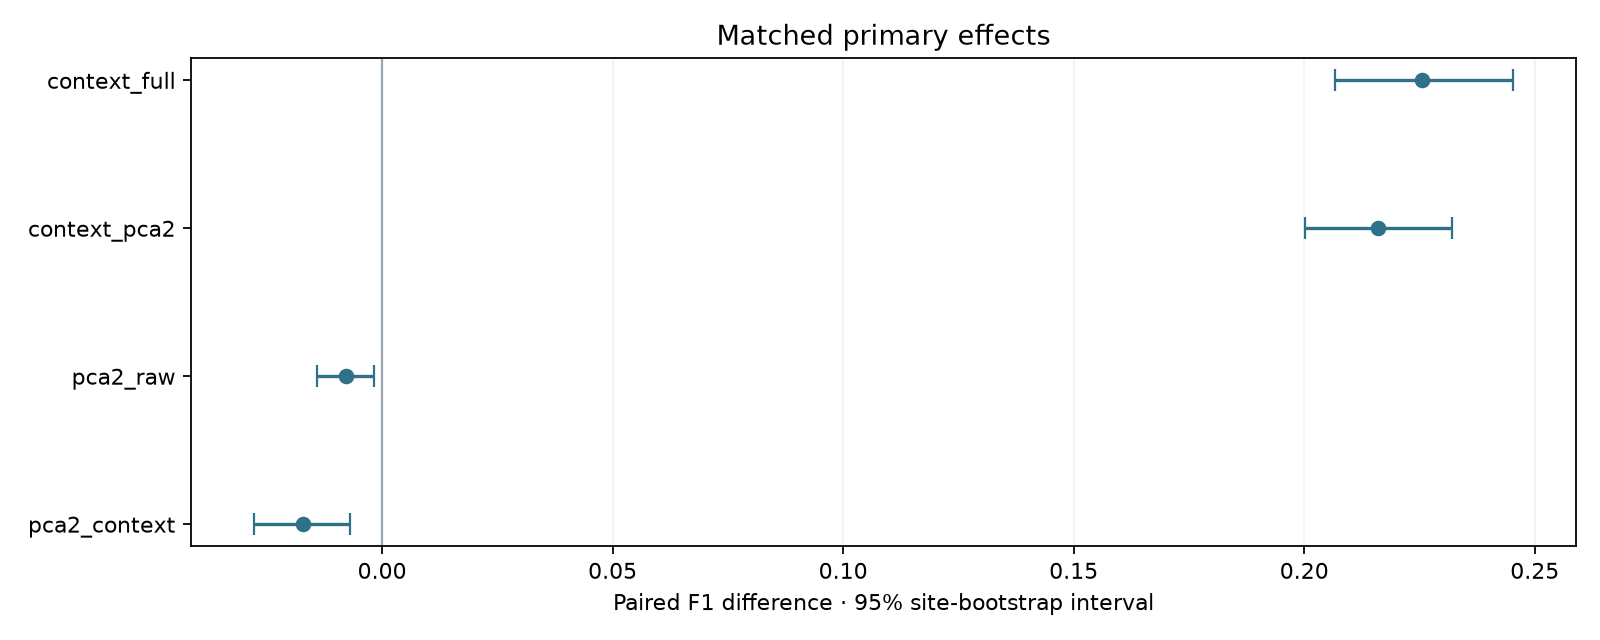 Matched primary effects
context_full
context_pca2
pca2_raw
pca2_context
0.00 0.05 0.10 0.15 0.20 0.25
Paired F1 difference · 95% site-bootstrap interval